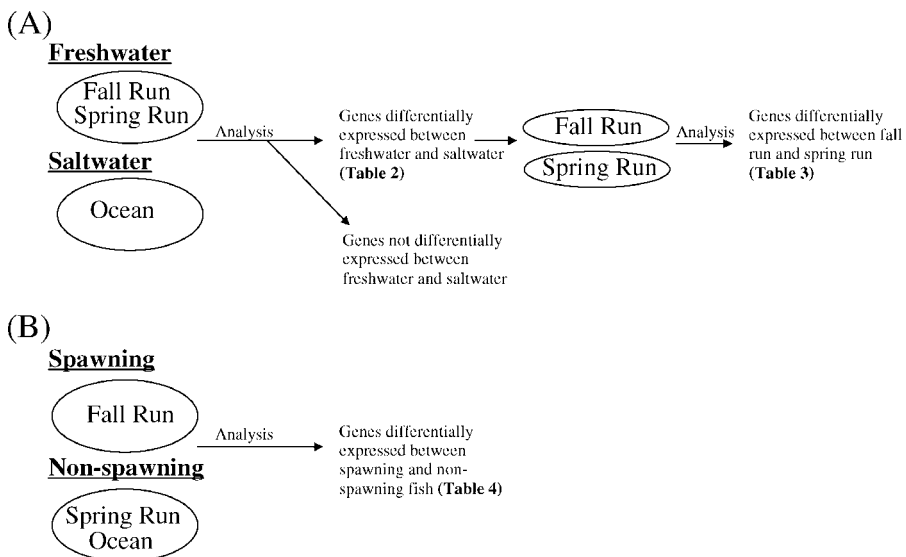 (A)
Freshwater
Fall Run
Spring Run
Saltwater
Ocean
Analysis
Genes differentially
expressed between
freshwater and saltwater
(Table 2)
Genes not differentially
expressed between
freshwater and saltwater
Fall Run
Spring Run
Analysis
Genes differentially
expressed between fall
run and spring run
(Table 3)
(B)
Spawning
Fall Run
Non-spawning
Spring Run
Ocean
Analysis
Genes differentially
expressed between
spawning and non-
spawning fish (Table 4)